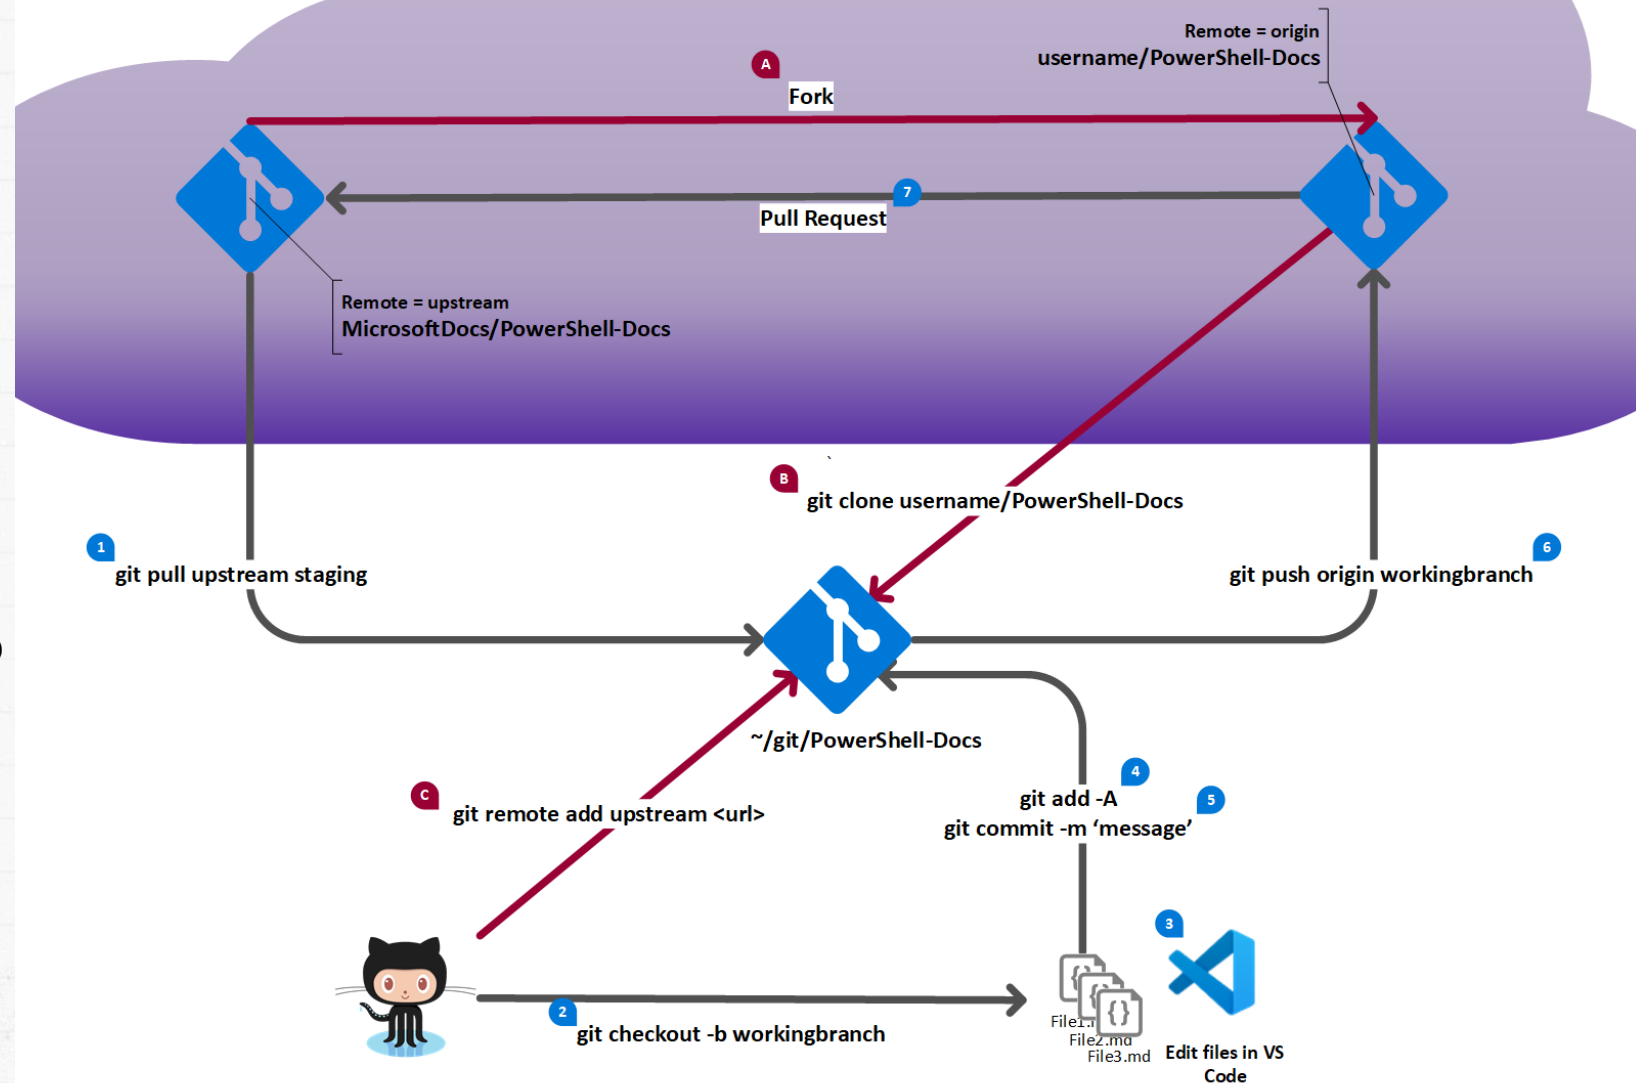 Remote = origin
username/PowerShell-Docs
A
Fork
7
Pull Request
Remote = upstream
MicrosoftDocs/PowerShell-Docs
B
git clone username/PowerShell-Docs
1
git pull upstream staging
6
git push origin workingbranch
~/git/PowerShell-Docs
C
git remote add upstream <url>
4
git add -A
5
git commit -m ‘message’
3
2
git checkout -b workingbranch
File2.md
File3.md
Edit files in VS
Code